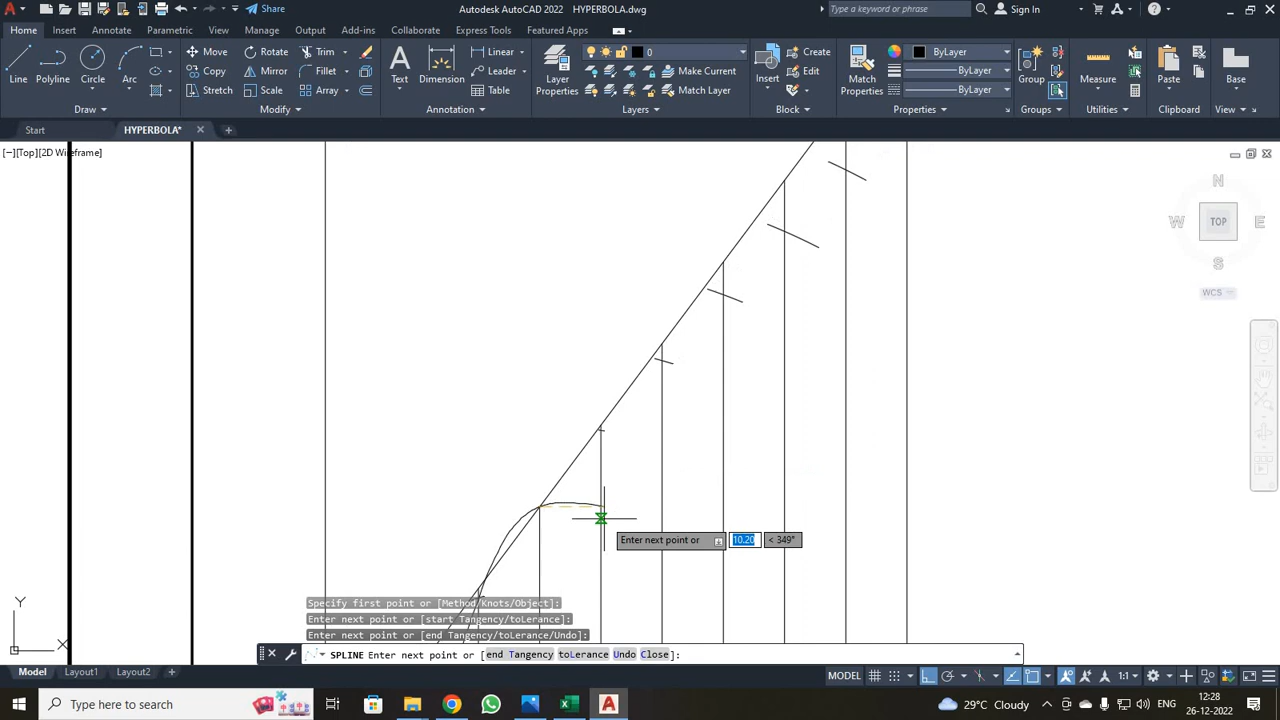 Share
Autodesk AutoCAD 2022 HYPERBOLA.dwg
Type a keyword or phrase
Sign In
Home Insert Annotate Parametric View Manage Output Add-ins Collaborate Express Tools Featured Apps
Line Polyline Circle Arc
Move Rotate Trim
Copy Mirror Fillet
Stretch Scale Array
Text Dimension
Linear
Leader
Table
Layer
Properties
0
Make Current
Match Layer
Insert
Create
Edit
Match
Properties
ByLayer
ByLayer
ByLayer
Group
Measure
Paste
Base
Draw Modify Annotation Layers Block Properties Groups Utilities Clipboard View
Start HYPERBOLA*
[−][Top][2D Wireframe]
N
W TOP E
S
WCS
Enter next point or 10.20 < 349°
Y
X
Specify first point or [Method/Knots/Object]:
Enter next point or [start Tangency/toLerance]:
Enter next point or [end Tangency/toLerance/Undo]:
SPLINE Enter next point or [end Tangency toLerance Undo Close]:
Model Layout1 Layout2
MODEL 1:1
Type here to search
29°C Cloudy ENG 12:28
26-12-2022